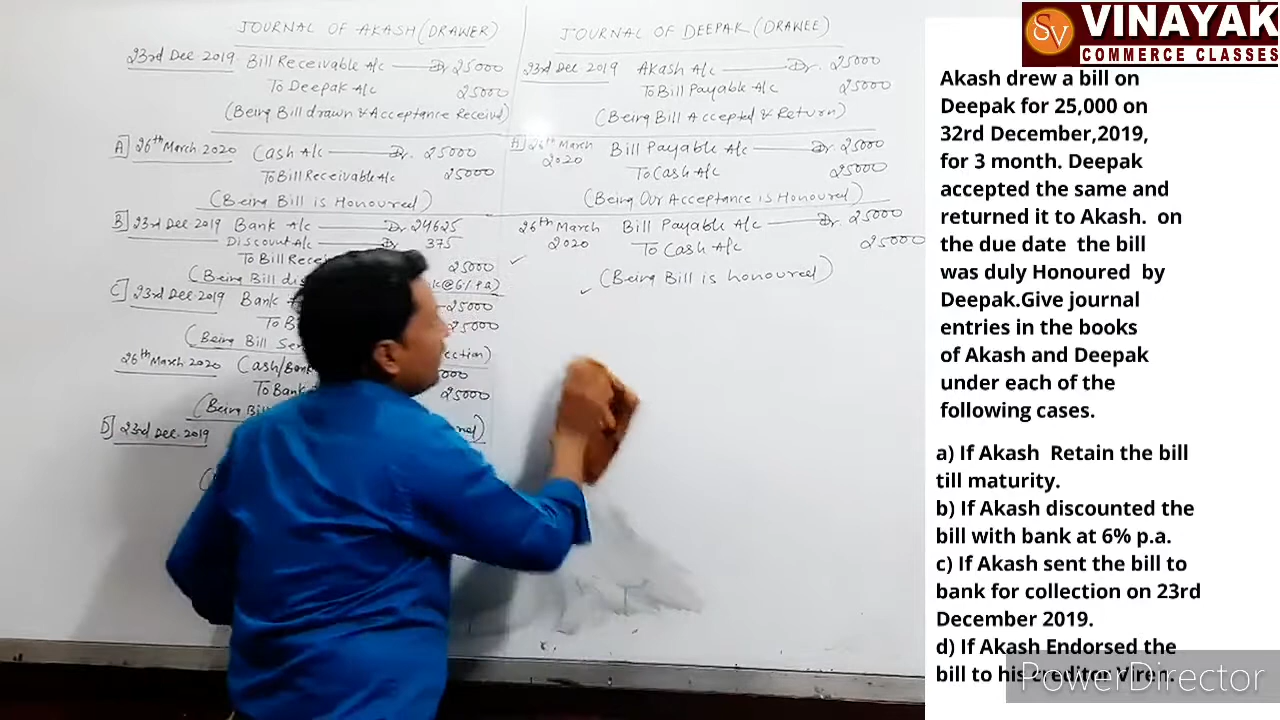 JOURNAL OF AKASH (DRAWER)
23rd Dec 2019 Bill Receivable A/c Dr 25000
To Deepak A/c 25000
(Being Bill drawn & Acceptance Received)
A] 26th March 2020 Cash A/c Dr. 25000
To Bill Receivable A/c 25000
(Being Bill is Honoured)
B] 23rd Dec 2019 Bank A/c Dr 24625
Discount A/c Dr 375
To Bill 25000
(Being Bill @6% P.a)
C] 23rd Dec 2019 Bank 25000
To 25000
(Being Bill
26th March 2020 Cash/Bank
To Bank 25000
(Being
D] 23rd Dec. 2019
JOURNAL OF DEEPAK (DRAWEE)
23rd Dec 2019 Akash A/c Dr. 25000
To Bill Payable A/c 25000
(Being Bill Accepted & Return)
A] 26th March 2020 Bill Payable A/c Dr. 25000
To Cash A/c 25000
(Being Our Acceptance is Honoured)
26th March 2020 Bill Payable A/c Dr. 25000
To Cash A/c 25000
(Being Bill is honoured)
SV VINAYAK
COMMERCE CLASSES
Akash drew a bill on
Deepak for 25,000 on
32rd December,2019,
for 3 month. Deepak
accepted the same and
returned it to Akash. on
the due date the bill
was duly Honoured by
Deepak.Give journal
entries in the books
of Akash and Deepak
under each of the
following cases.
a) If Akash Retain the bill
till maturity.
b) If Akash discounted the
bill with bank at 6% p.a.
c) If Akash sent the bill to
bank for collection on 23rd
December 2019.
d) If Akash Endorsed the
bill to his creditor Viren.
PowerDirector